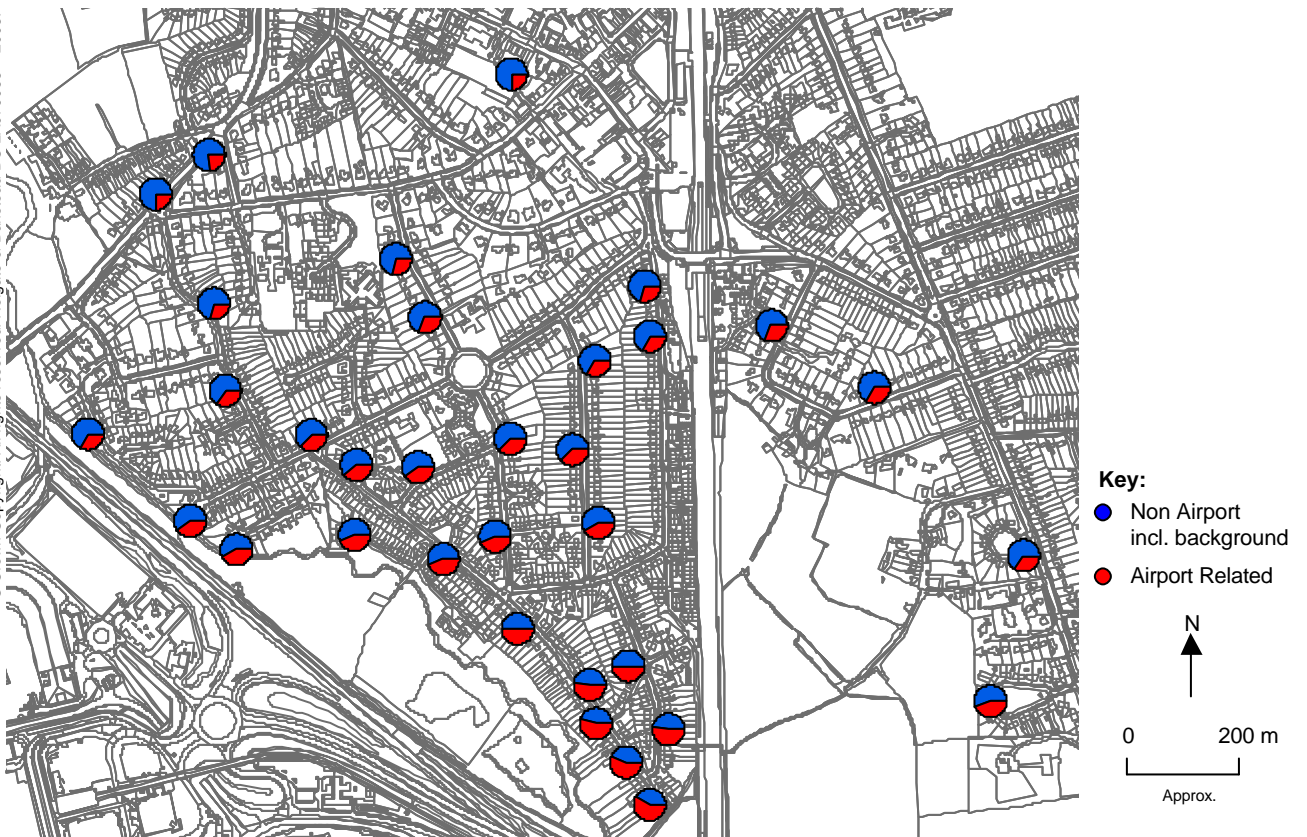 Key:
Non Airport
incl. background
Airport Related
N
0 200 m
Approx.